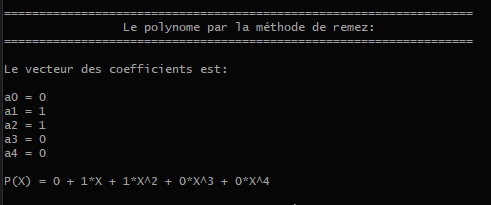 ===================================================================
Le polynome par la méthode de remez:
===================================================================
Le vecteur des coefficients est:
a0 = 0
a1 = 1
a2 = 1
a3 = 0
a4 = 0
P(X) = 0 + 1*X + 1*X^2 + 0*X^3 + 0*X^4